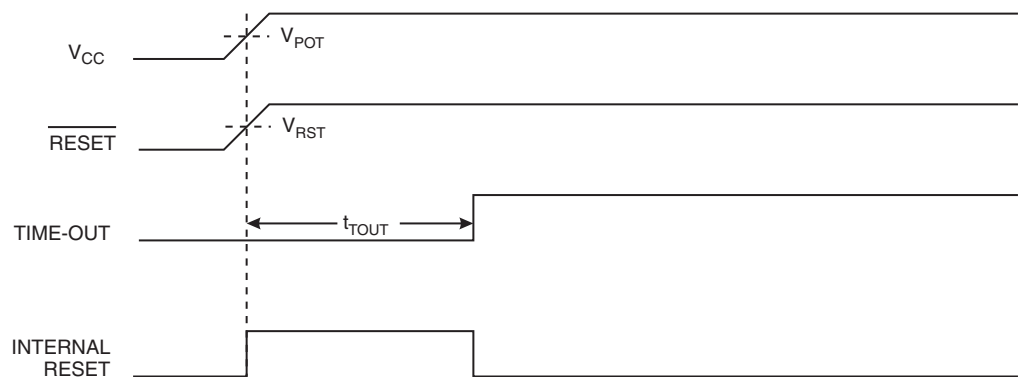 VCC
VPOT
RESET
VRST
TIME-OUT
tTOUT
INTERNAL
RESET